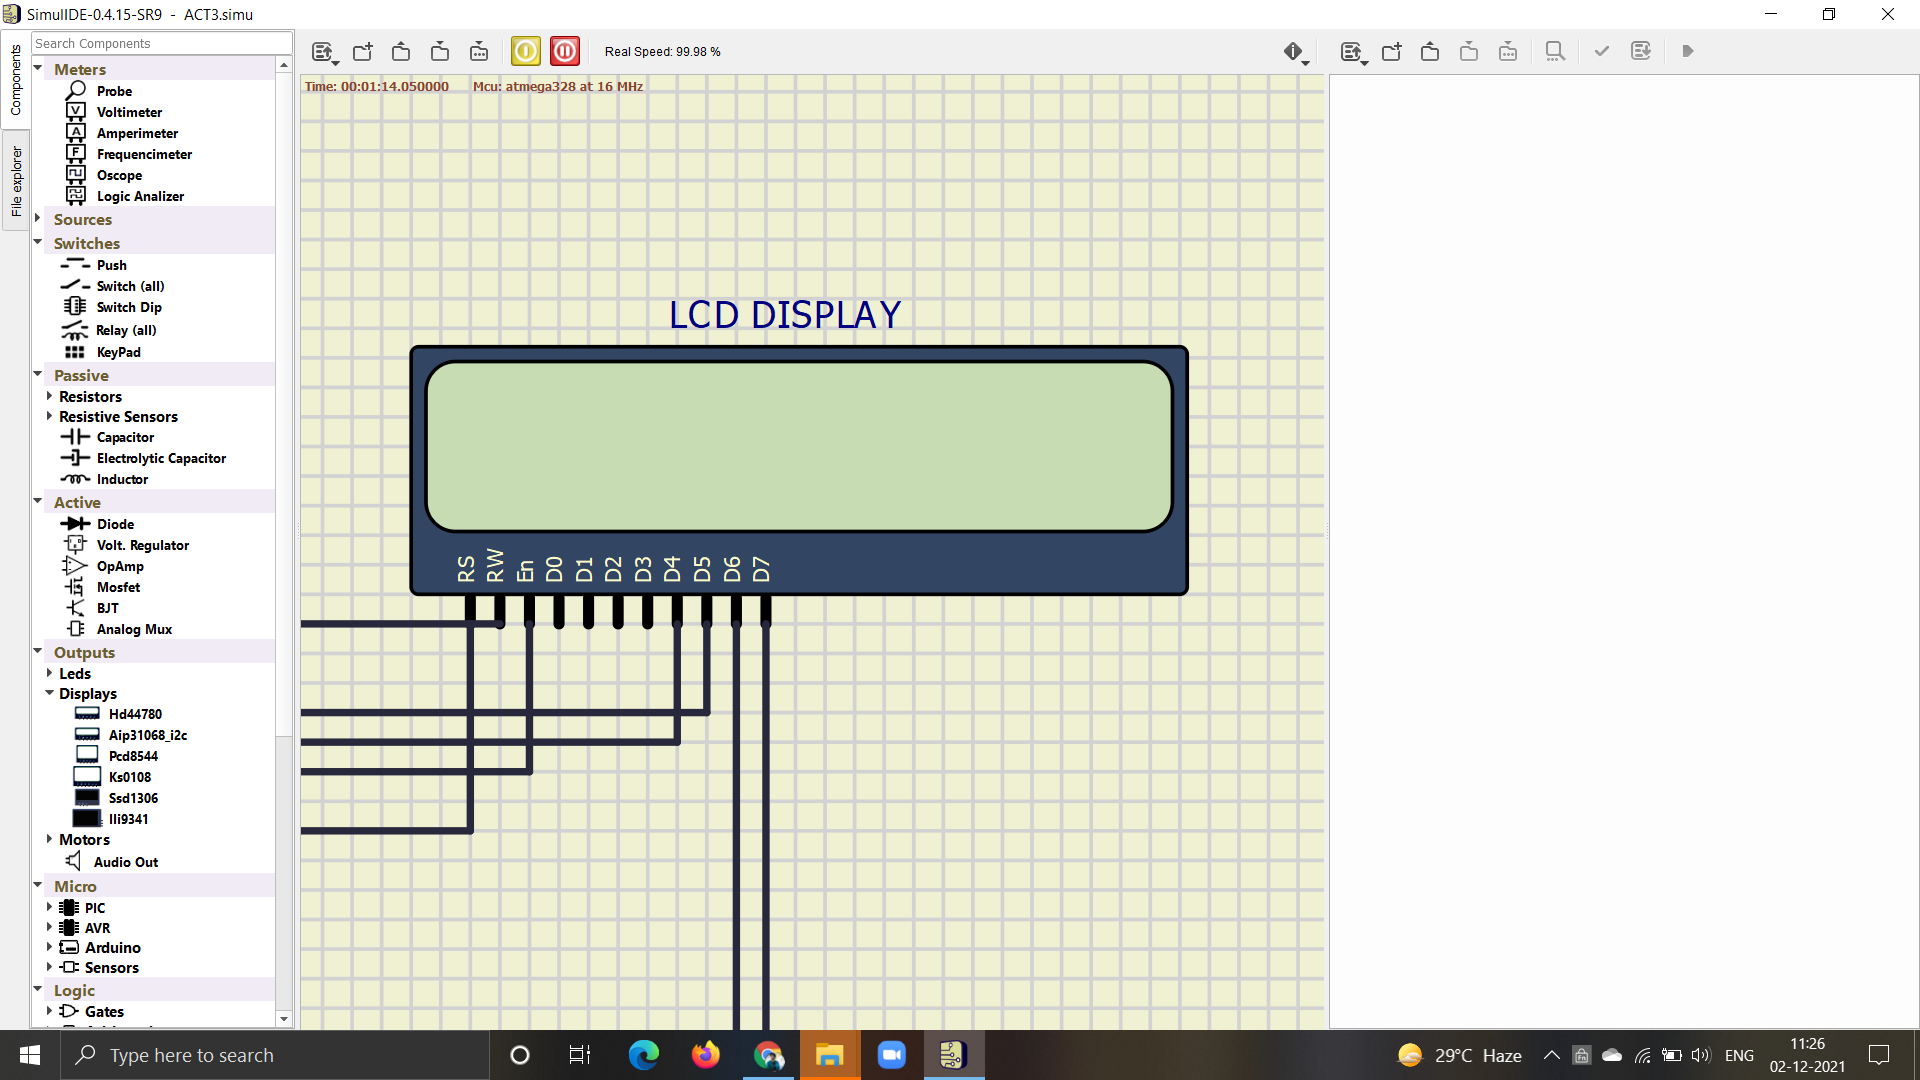 SimulIDE-0.4.15-SR9 - ACT3.simu
Components
File explorer
Search Components
Meters
Probe
Voltimeter
Amperimeter
Frequencimeter
Oscope
Logic Analizer
Sources
Switches
Push
Switch (all)
Switch Dip
Relay (all)
KeyPad
Passive
Resistors
Resistive Sensors
Capacitor
Electrolytic Capacitor
Inductor
Active
Diode
Volt. Regulator
OpAmp
Mosfet
BJT
Analog Mux
Outputs
Leds
Displays
Hd44780
Aip31068_i2c
Pcd8544
Ks0108
Ssd1306
Ili9341
Motors
Audio Out
Micro
PIC
AVR
Arduino
Sensors
Logic
Gates
Real Speed: 99.98 %
Time: 00:01:14.050000 Mcu: atmega328 at 16 MHz
LCD DISPLAY
RS RW En D0 D1 D2 D3 D4 D5 D6 D7
Type here to search
29°C Haze
ENG
11:26
02-12-2021